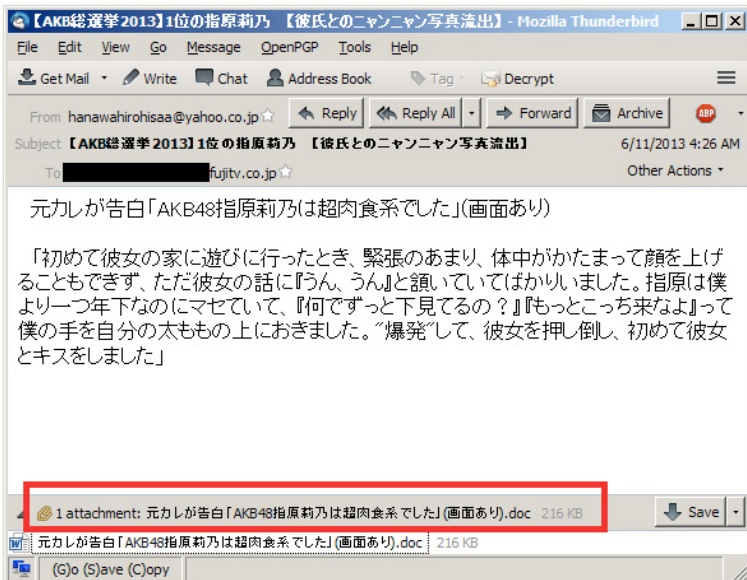 【AKB総選挙2013】1位の指原莉乃　【彼氏とのニャンニャン写真流出】 - Mozilla Thunderbird
File Edit View Go Message OpenPGP Tools Help
Get Mail Write Chat Address Book Tag Decrypt
From hanawahirohisaa@yahoo.co.jp Reply Reply All Forward Archive ABP
Subject 【AKB総選挙2013】1位の指原莉乃　【彼氏とのニャンニャン写真流出】 6/11/2013 4:26 AM
To fujitv.co.jp Other Actions
元カレが告白「AKB48指原莉乃は超肉食系でした」(画面あり)
「初めて彼女の家に遊びに行ったとき、緊張のあまり、体中がかたまって顔を上げ
ることもできず、ただ彼女の話に『うん、うん』と頷いていてばかりいました。指原は僕
より一つ年下なのにマセていて、『何でずっと下見てるの？』『もっとこっち来なよ』って
僕の手を自分の太ももの上におきました。″爆発″して、彼女を押し倒し、初めて彼女
とキスをしました」
1 attachment: 元カレが告白「AKB48指原莉乃は超肉食系でした」(画面あり).doc 216 KB Save
元カレが告白「AKB48指原莉乃は超肉食系でした」(画面あり).doc 216 KB
(G)o (S)ave (C)opy